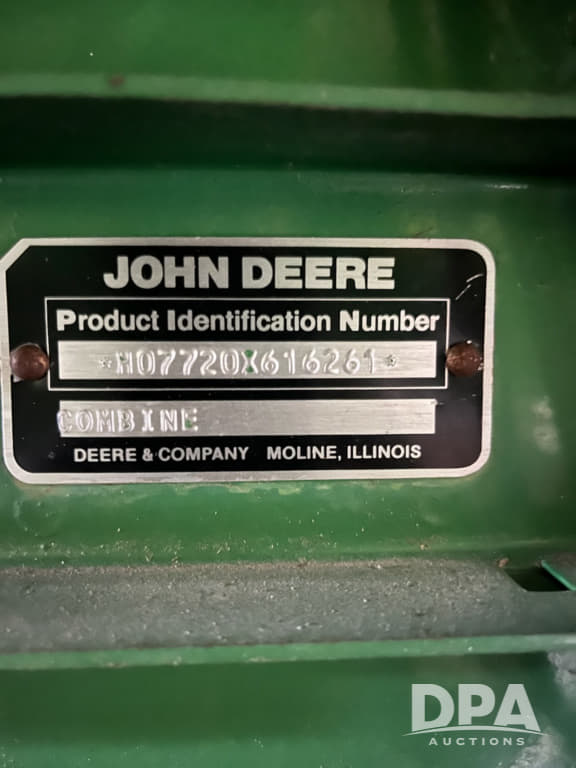 JOHN DEERE
Product Identification Number
*H07720X616261*
COMBINE
DEERE & COMPANY MOLINE, ILLINOIS
DPA
AUCTIONS